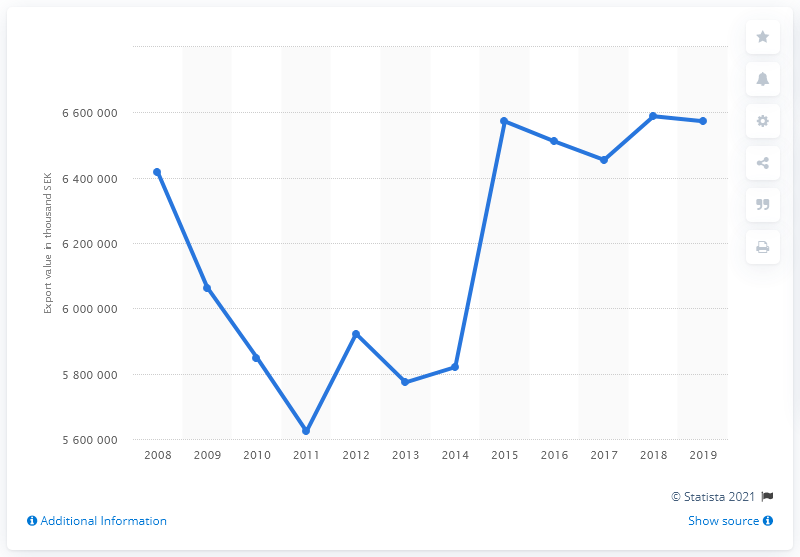 6 600 000
6 400 000
6 200 000
6 000 000
5 800 000
5 600 000
Export value in thousand SEK
2008 2009 2010 2011 2012 2013 2014 2015 2016 2017 2018 2019
© Statista 2021
Additional Information
Show source